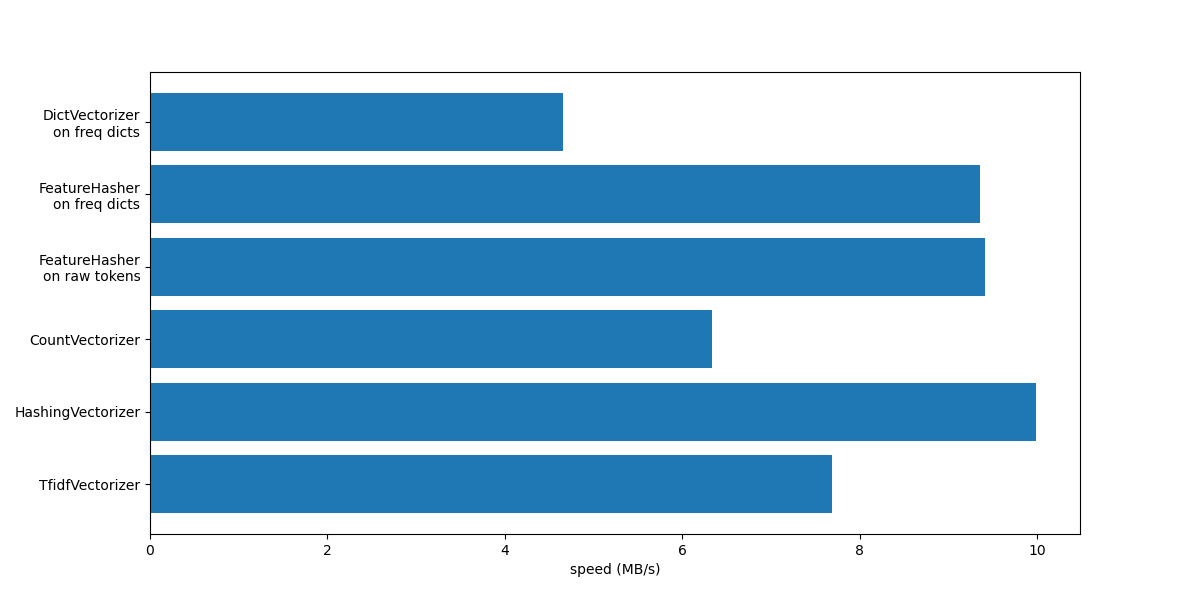 DictVectorizer
on freq dicts
FeatureHasher
on freq dicts
FeatureHasher
on raw tokens
CountVectorizer
HashingVectorizer
TfidfVectorizer
0 2 4 6 8 10
speed (MB/s)